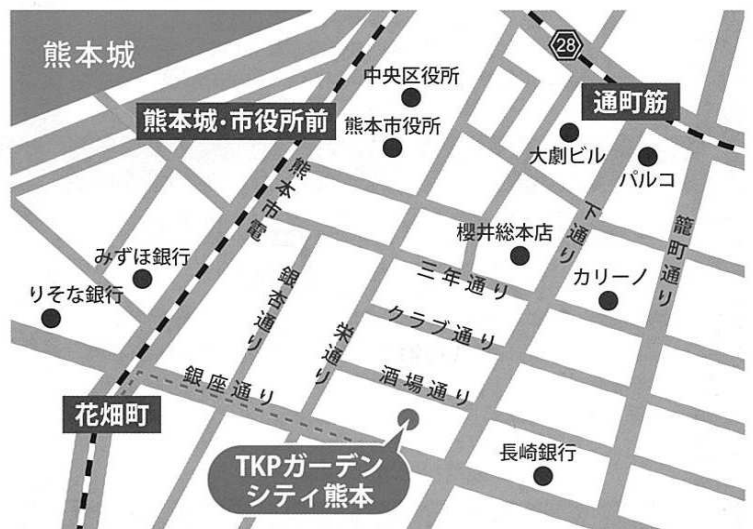 熊本城
28
中央区役所
通町筋
熊本城・市役所前
熊本市役所
大劇ビル
パルコ
熊本市電
下通り
籠町通り
櫻井総本店
みずほ銀行
三年通り
カリーノ
銀杏通り
りそな銀行
クラブ通り
栄通り
銀座通り
酒場通り
花畑町
長崎銀行
TKPガーデン
シティ熊本